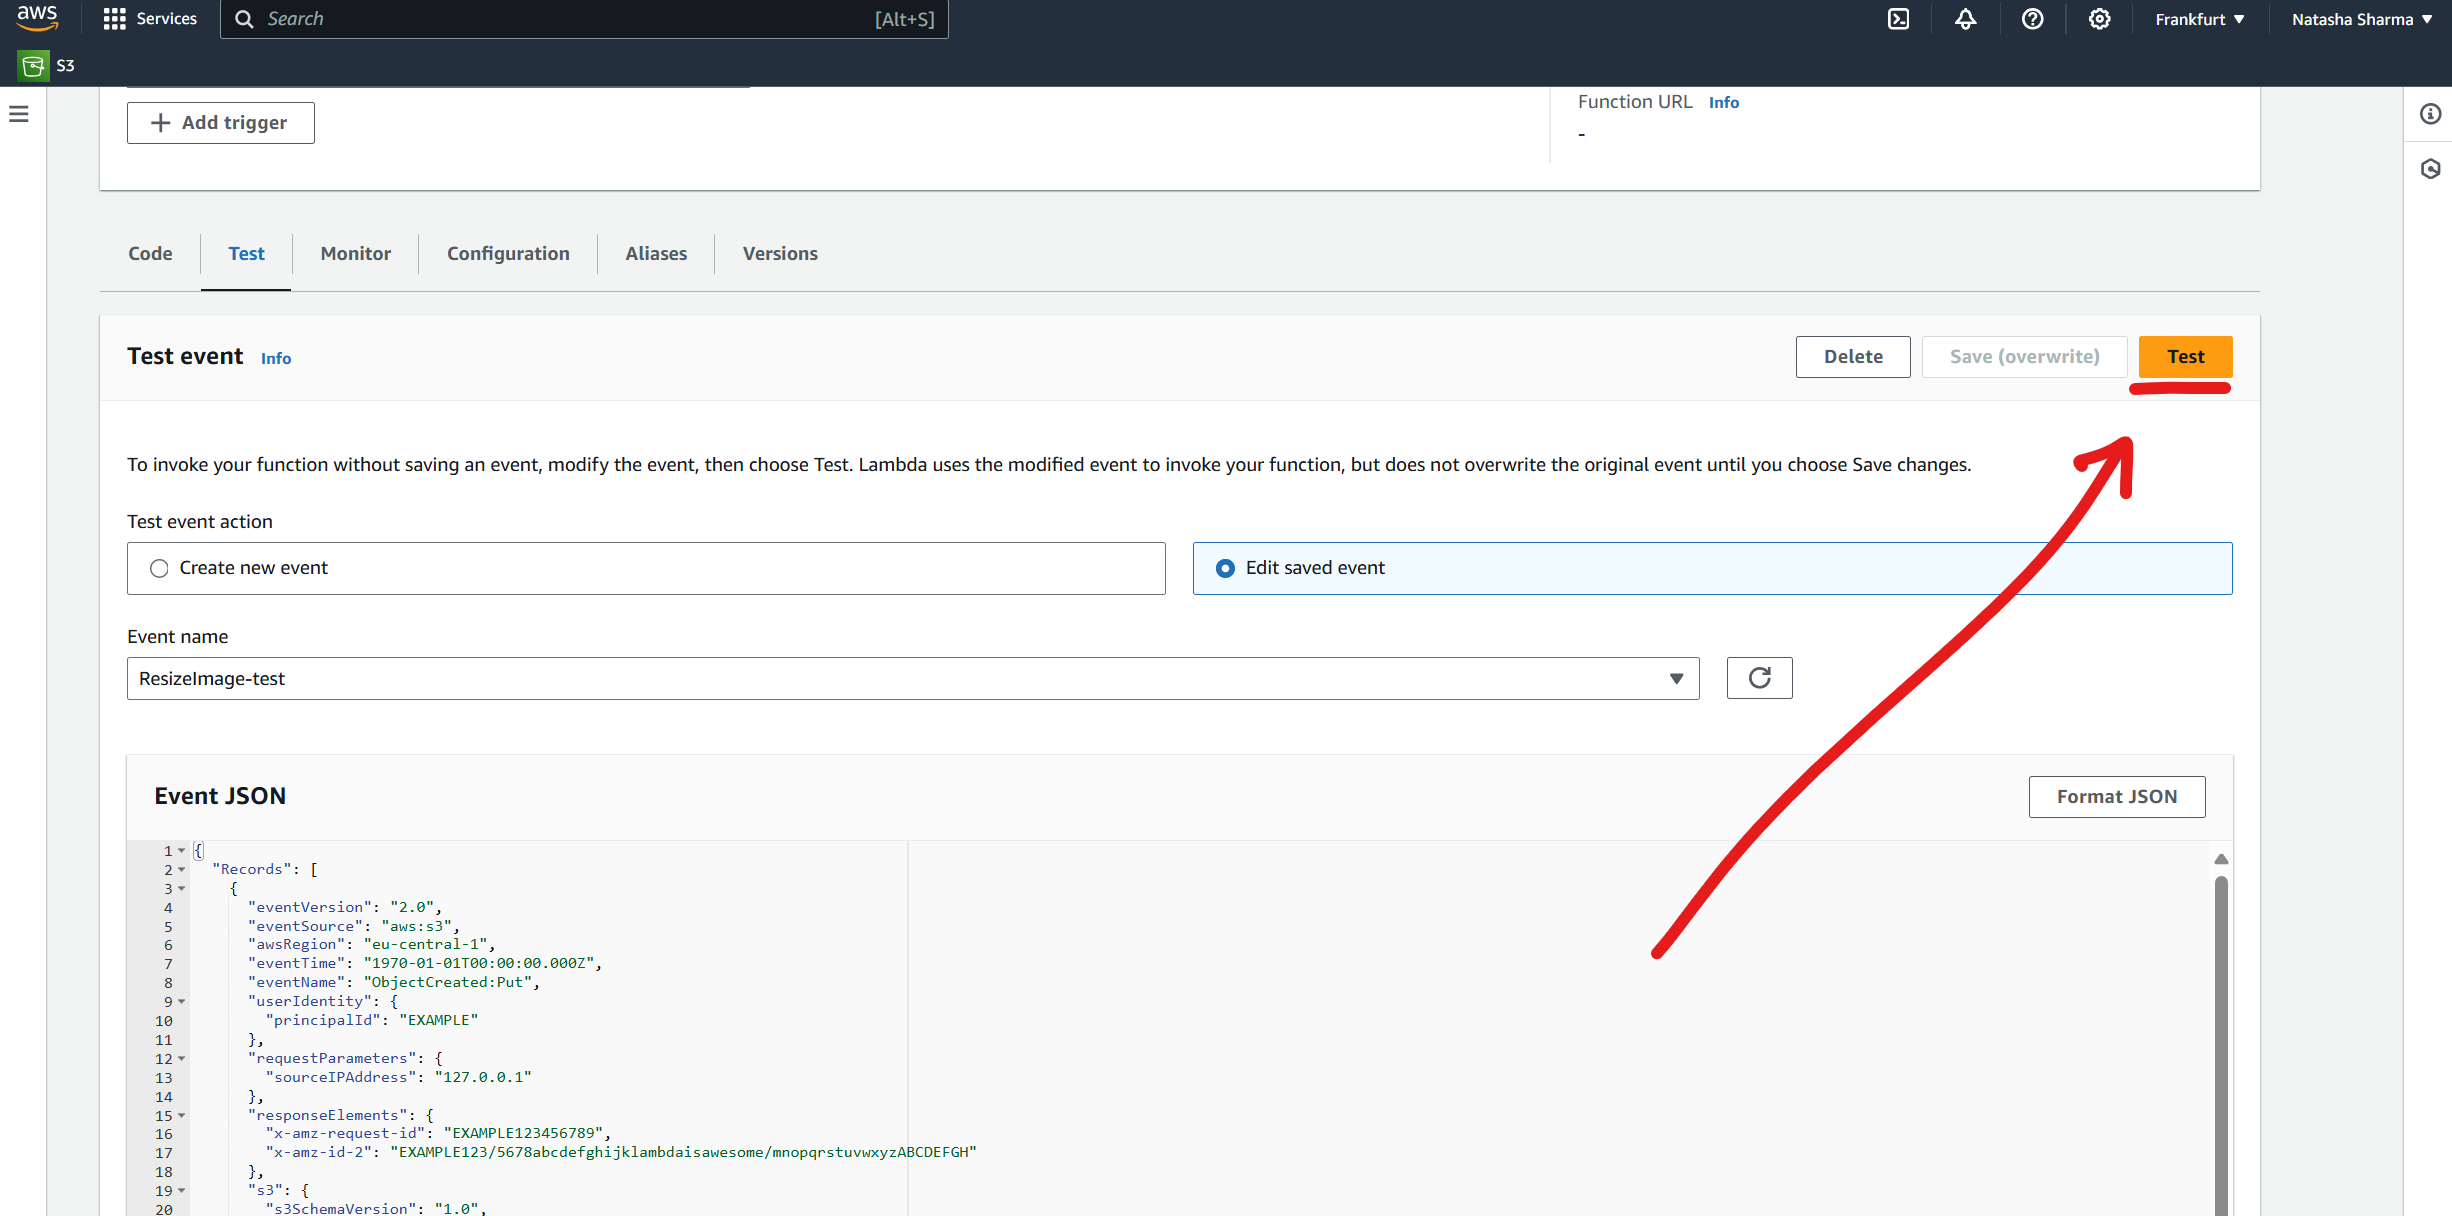 aws Services Search [Alt+S] Frankfurt Natasha Sharma
S3
Add trigger
Function URL Info
-
Code Test Monitor Configuration Aliases Versions
Test event Info Delete Save (overwrite) Test
To invoke your function without saving an event, modify the event, then choose Test. Lambda uses the modified event to invoke your function, but does not overwrite the original event until you choose Save changes.
Test event action
Create new event Edit saved event
Event name
ResizeImage-test
Event JSON Format JSON
1 {
2 "Records": [
3 {
4 "eventVersion": "2.0",
5 "eventSource": "aws:s3",
6 "awsRegion": "eu-central-1",
7 "eventTime": "1970-01-01T00:00:00.000Z",
8 "eventName": "ObjectCreated:Put",
9 "userIdentity": {
10 "principalId": "EXAMPLE"
11 },
12 "requestParameters": {
13 "sourceIPAddress": "127.0.0.1"
14 },
15 "responseElements": {
16 "x-amz-request-id": "EXAMPLE123456789",
17 "x-amz-id-2": "EXAMPLE123/5678abcdefghijklambdaisawesome/mnopqrstuvwxyzABCDEFGH"
18 },
19 "s3": {
20 "s3SchemaVersion": "1.0",